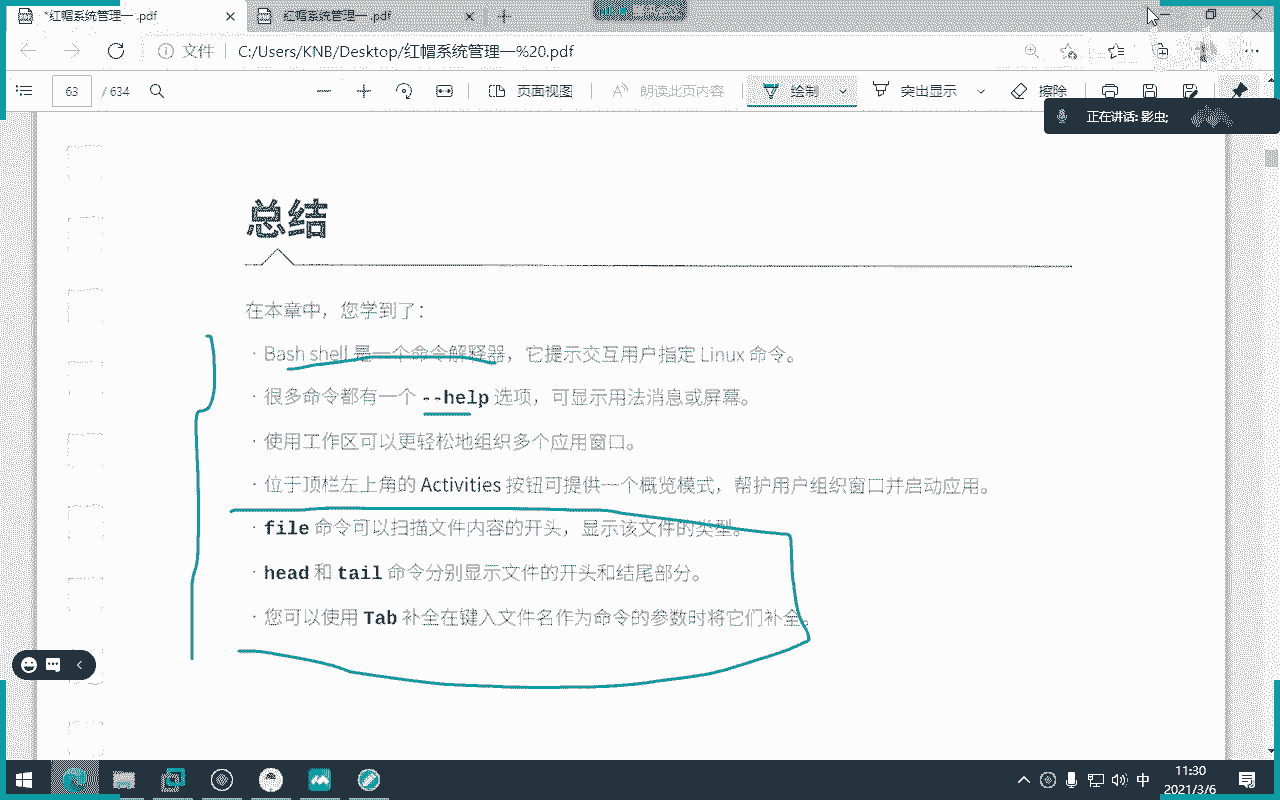 *红帽系统管理一 .pdf
红帽系统管理一 .pdf
文件 C:/Users/KNB/Desktop/红帽系统管理一%20.pdf
63 / 634 页面视图 朗读此页内容 绘制 突出显示 擦除
正在讲话: 影虫;
总结
在本章中，您学到了：
· Bash shell 是一个命令解释器，它提示交互用户指定 Linux 命令。
· 很多命令都有一个 --help 选项，可显示用法消息或屏幕。
· 使用工作区可以更轻松地组织多个应用窗口。
· 位于顶栏左上角的 Activities 按钮可提供一个概览模式，帮护用户组织窗口并启动应用。
· file 命令可以扫描文件内容的开头，显示该文件的类型。
· head 和 tail 命令分别显示文件的开头和结尾部分。
· 您可以使用 Tab 补全在键入文件名作为命令的参数时将它们补全。
中
11:30
2021/3/6